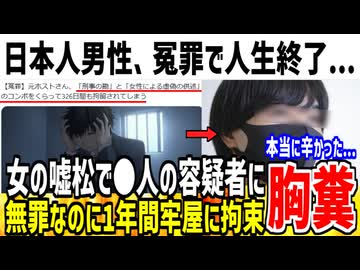 日本人男性、冤罪で人生終了...
【冤罪】元ホストさん、「刑事の勘」と「女性による虚偽の供述」
のコンボをくらって326日間も拘留されてしまう
本当に辛かった...
女の嘘松で●人の容疑者に
無罪なのに1年間牢屋に拘束
胸糞